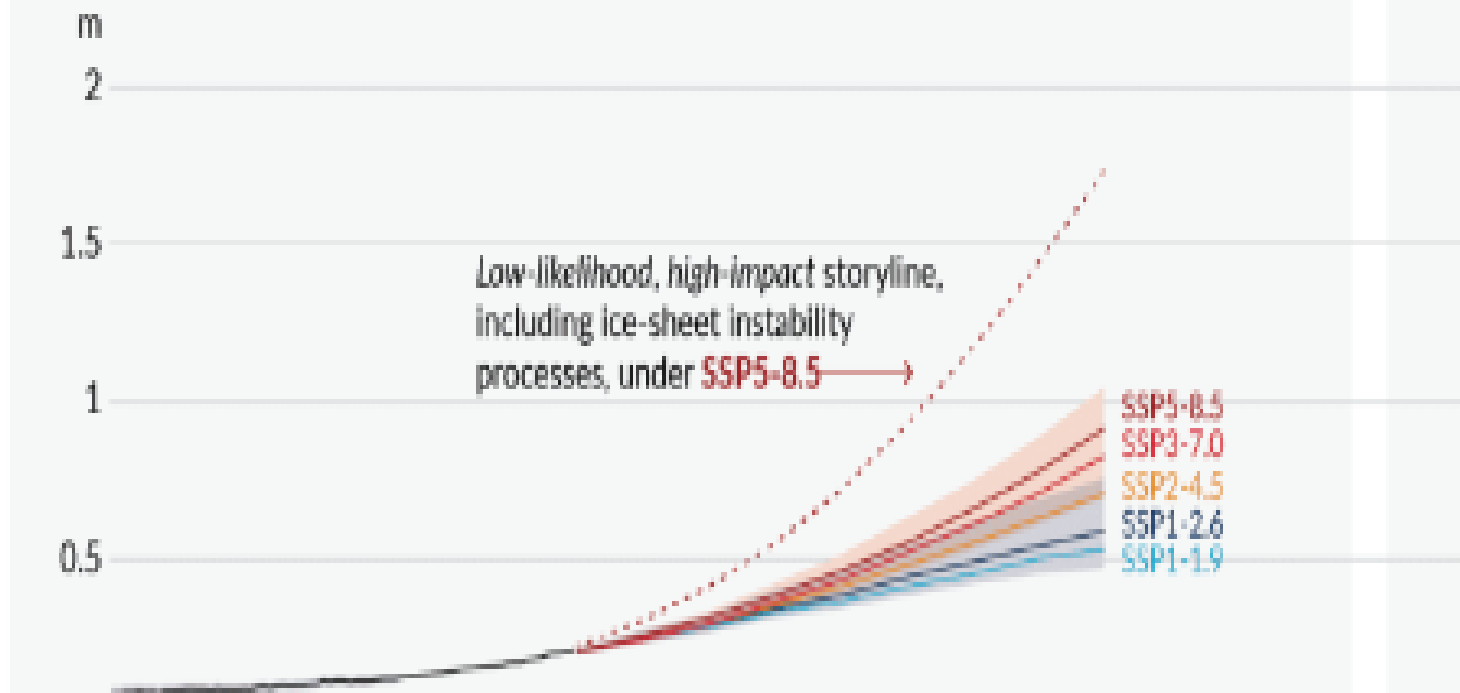 m
2
1.5
Low-likelihood, high-impact storyline,
including ice-sheet instability
processes, under SSP5-8.5
1
SSP5-8.5
SSP3-7.0
SSP2-4.5
SSP1-2.6
0.5
SSP1-1.9